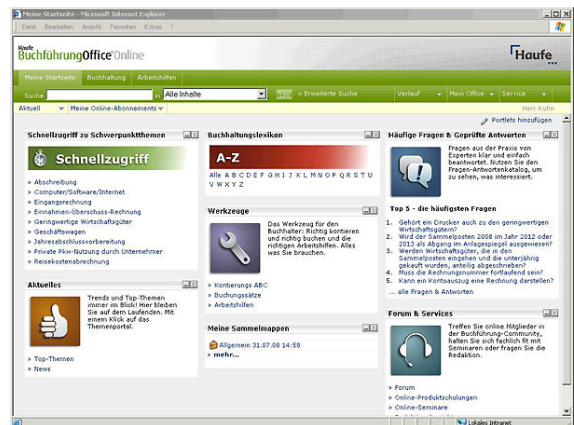 Meine Startseite - Microsoft Internet Explorer
Datei Bearbeiten Ansicht Favoriten Extras ?
Haufe
BuchführungOffice Online
Haufe
Meine Startseite Buchhaltung Arbeitshilfen
Suche in Alle Inhalte » Erweiterte Suche Verlauf Mein Office Service
Aktuell Meine Online-Abonnements Herr Kuhn
Portlets hinzufügen
Schnellzugriff zu Schwerpunktthemen
Schnellzugriff
» Abschreibung
» Computer/Software/Internet
» Eingangsrechnung
» Einnahmen-Überschuss-Rechnung
» Geringwertige Wirtschaftsgüter
» Geschäftswagen
» Jahresabschlussvorbereitung
» Private Pkw-Nutzung durch Unternehmer
» Reisekostenabrechnung
Aktuelles
Trends und Top-Themen
immer im Blick! Hier bleiben
Sie auf dem Laufenden. Mit
einem Klick auf das
Themenportal.
» Top-Themen
» News
Buchhaltungslexikon
A-Z
Alle A B C D E F G H I J K L M N O P Q R S T U
V W X Y Z
Werkzeuge
Das Werkzeug für den
Buchhalter: Richtig kontieren
und richtig buchen und die
richtigen Arbeitshilfen. Alles
was Sie brauchen.
» Kontierungs ABC
» Buchungssätze
» Arbeitshilfen
Meine Sammelmappen
Allgemein 31.07.08 14:58
» mehr...
Häufige Fragen & Geprüfte Antworten
Fragen aus der Praxis von
Experten klar und einfach
beantwortet. Nutzen Sie den
Fragen-Antwortenkatalog, um
zu sehen, was interessiert.
Top 5 - die häufigsten Fragen
1. Gehört ein Drucker auch zu den geringwertigen
Wirtschaftsgütern?
2. Wird der Sammelposten 2008 im Jahr 2012 oder
2013 als Abgang im Anlagespiegel ausgewiesen?
3. Werden Wirtschaftsgüter, die in den
Sammelposten eingehen und die unterjährig
gekauft wurden, anteilig abgeschrieben?
4. Muss die Rechnungsnummer fortlaufend sein?
5. Kann ein Kontoauszug eine Rechnung darstellen?
... alle Fragen & Antworten
Forum & Services
Treffen Sie online Mitglieder in
der Buchführung-Community,
halten Sie sich fachlich fit mit
Seminaren oder fragen Sie die
Redaktion.
» Forum
» Online-Produktschulungen
» Online-Seminare
Lokales Intranet